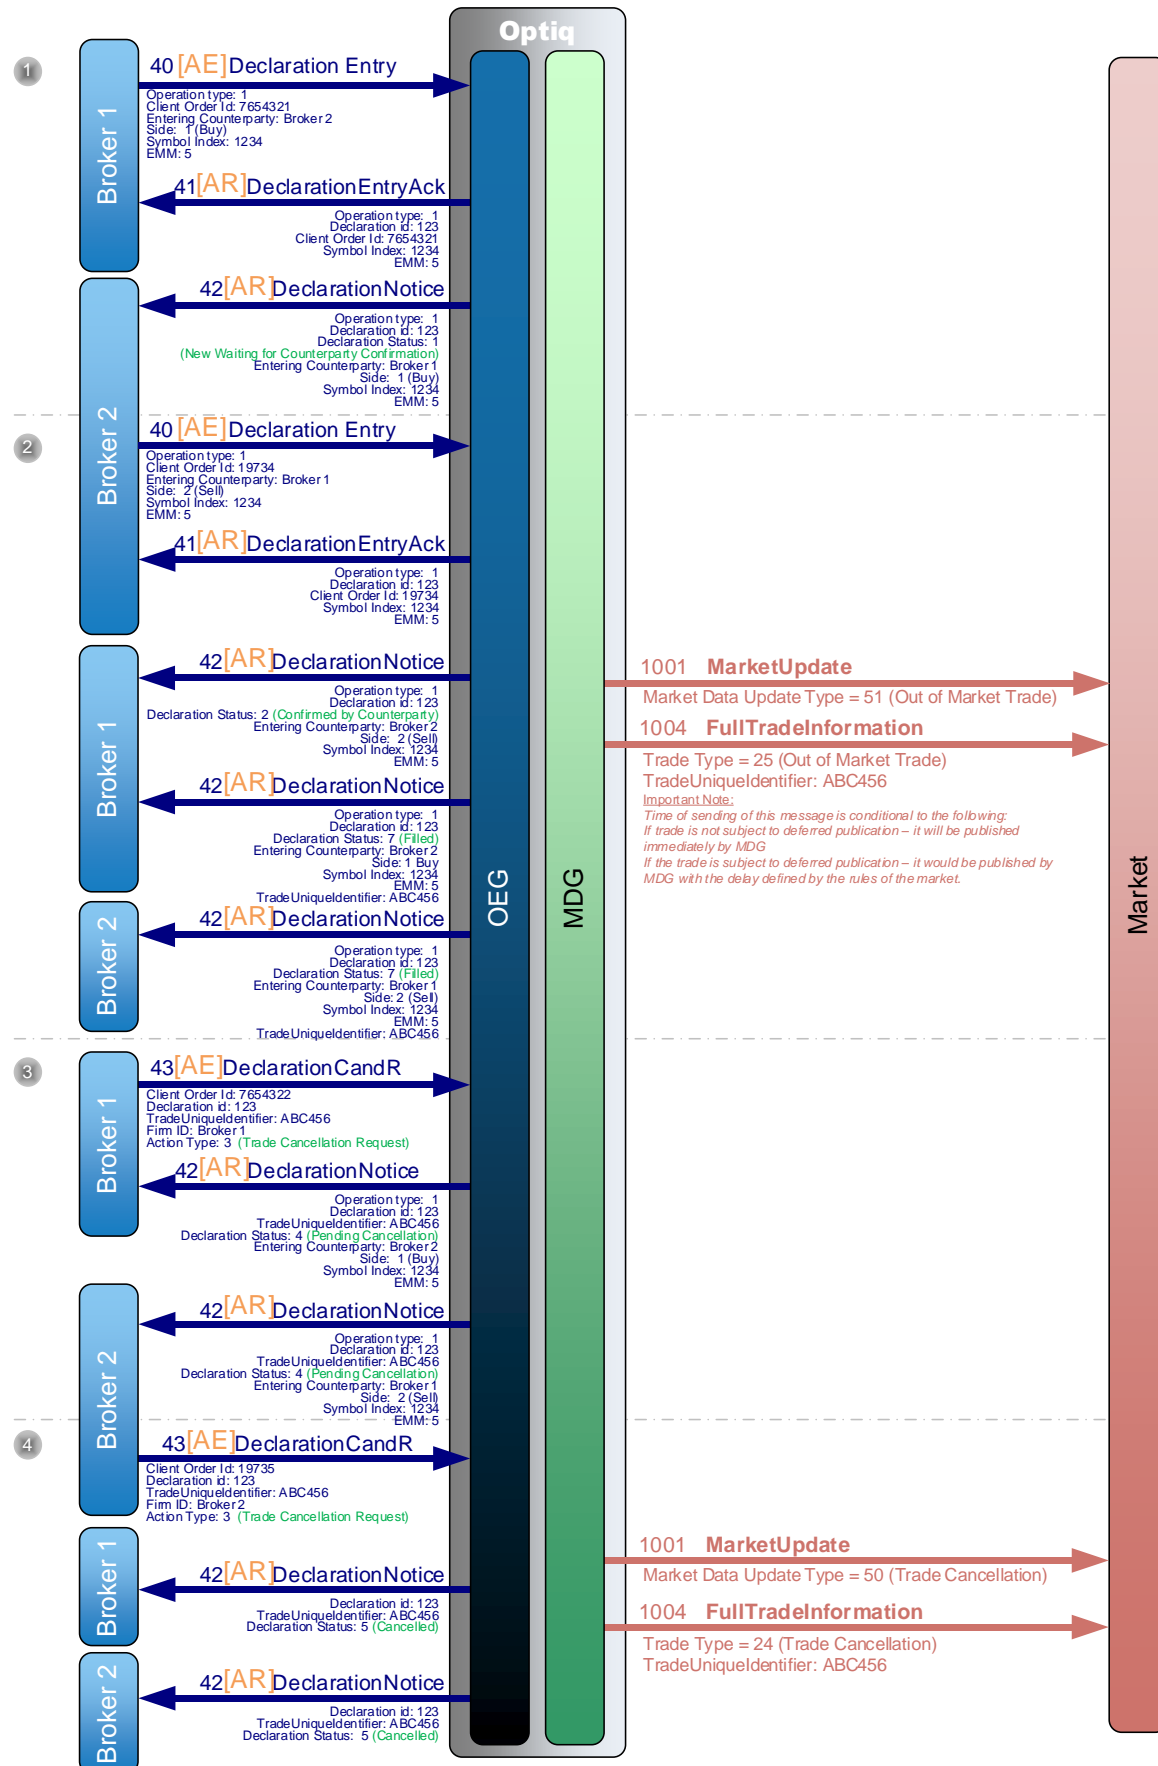 Optiq
1
Broker 1
40 [AE] Declaration Entry
Operation type: 1
Client Order Id: 7654321
Entering Counterparty: Broker 2
Side: 1 (Buy)
Symbol Index: 1234
EMM: 5
41 [AR] DeclarationEntryAck
Operation type: 1
Declaration id: 123
Client Order Id: 7654321
Symbol Index: 1234
EMM: 5
Broker 2
42 [AR] DeclarationNotice
Operation type: 1
Declaration id: 123
Declaration Status: 1
(New Waiting for Counterparty Confirmation)
Entering Counterparty: Broker 1
Side: 1 (Buy)
Symbol Index: 1234
EMM: 5
2
40 [AE] Declaration Entry
Operation type: 1
Client Order Id: 19734
Entering Counterparty: Broker 1
Side: 2 (Sell)
Symbol Index: 1234
EMM: 5
41 [AR] DeclarationEntryAck
Operation type: 1
Declaration id: 123
Client Order Id: 19734
Symbol Index: 1234
EMM: 5
Broker 1
42 [AR] DeclarationNotice
Operation type: 1
Declaration id: 123
Declaration Status: 2 (Confirmed by Counterparty)
Entering Counterparty: Broker 2
Side: 2 (Sell)
Symbol Index: 1234
EMM: 5
42 [AR] DeclarationNotice
Operation type: 1
Declaration id: 123
Declaration Status: 7 (Filled)
Entering Counterparty: Broker 2
Side: 1 Buy
Symbol Index: 1234
EMM: 5
TradeUniqueIdentifier: ABC456
1001 MarketUpdate
Market Data Update Type = 51 (Out of Market Trade)
1004 FullTradeInformation
Trade Type = 25 (Out of Market Trade)
TradeUniqueIdentifier: ABC456
Important Note:
Time of sending of this message is conditional to the following:
If trade is not subject to deferred publication – it will be published
immediately by MDG
If the trade is subject to deferred publication – it would be published by
MDG with the delay defined by the rules of the market.
OEG
MDG
Market
Broker 2
42 [AR] DeclarationNotice
Operation type: 1
Declaration id: 123
Declaration Status: 7 (Filled)
Entering Counterparty: Broker 1
Side: 2 (Sell)
Symbol Index: 1234
EMM: 5
TradeUniqueIdentifier: ABC456
3
Broker 1
43 [AE] DeclarationCandR
Client Order Id: 7654322
Declaration id: 123
TradeUniqueIdentifier: ABC456
Firm ID: Broker 1
Action Type: 3 (Trade Cancellation Request)
42 [AR] DeclarationNotice
Operation type: 1
Declaration id: 123
TradeUniqueIdentifier: ABC456
Declaration Status: 4 (Pending Cancellation)
Entering Counterparty: Broker 2
Side: 1 (Buy)
Symbol Index: 1234
EMM: 5
Broker 2
42 [AR] DeclarationNotice
Operation type: 1
Declaration id: 123
TradeUniqueIdentifier: ABC456
Declaration Status: 4 (Pending Cancellation)
Entering Counterparty: Broker 1
Side: 2 (Sell)
Symbol Index: 1234
EMM: 5
4
43 [AE] DeclarationCandR
Client Order Id: 19735
Declaration id: 123
TradeUniqueIdentifier: ABC456
Firm ID: Broker 2
Action Type: 3 (Trade Cancellation Request)
Broker 1
42 [AR] DeclarationNotice
Declaration id: 123
TradeUniqueIdentifier: ABC456
Declaration Status: 5 (Cancelled)
1001 MarketUpdate
Market Data Update Type = 50 (Trade Cancellation)
1004 FullTradeInformation
Trade Type = 24 (Trade Cancellation)
TradeUniqueIdentifier: ABC456
Broker 2
42 [AR] DeclarationNotice
Declaration id: 123
TradeUniqueIdentifier: ABC456
Declaration Status: 5 (Cancelled)